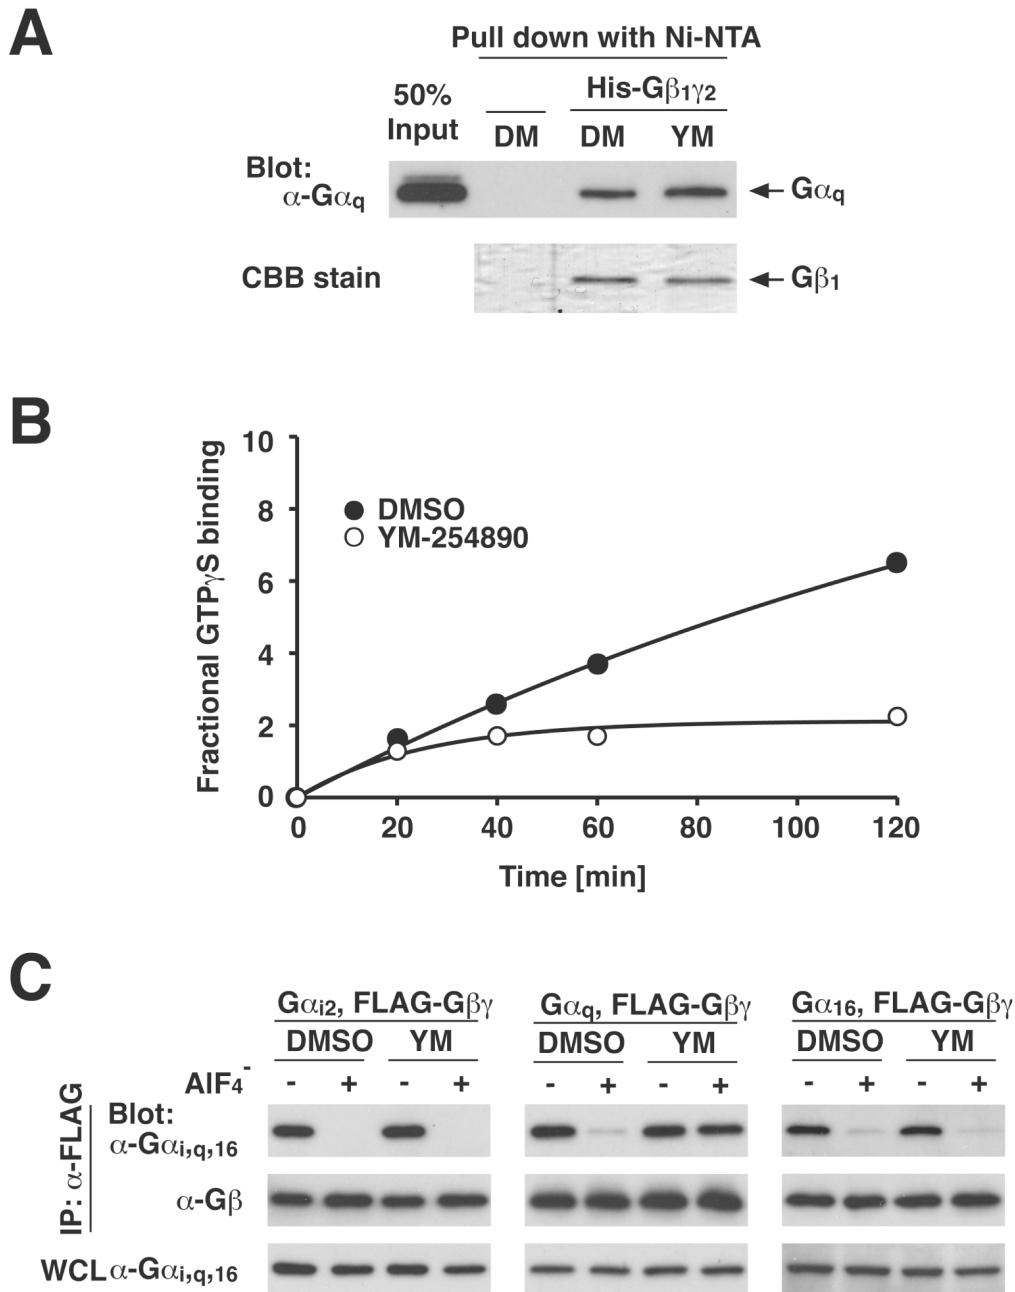 A
Pull down with Ni-NTA
50%
Input
His-Gβ1γ2
DM
DM
YM
Blot:
α-Gαq
Gαq
CBB stain
Gβ1
B
Fractional GTPγS binding
10
8
6
4
2
0
DMSO
YM-254890
0 20 40 60 80 100 120
Time [min]
C
Gαi2, FLAG-Gβγ
Gαq, FLAG-Gβγ
Gα16, FLAG-Gβγ
DMSO YM
DMSO YM
DMSO YM
AlF4-
- + - +
- + - +
- + - +
IP: α-FLAG
Blot:
α-Gαi,q,16
α-Gβ
WCL α-Gαi,q,16